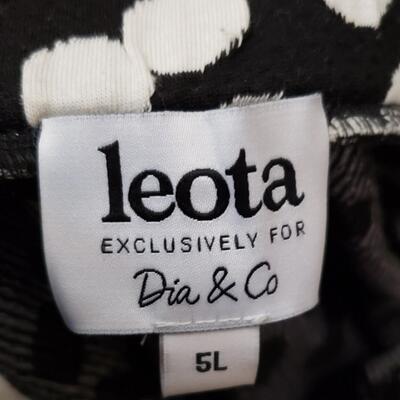 leota
EXCLUSIVELY FOR
Dia & Co
5L